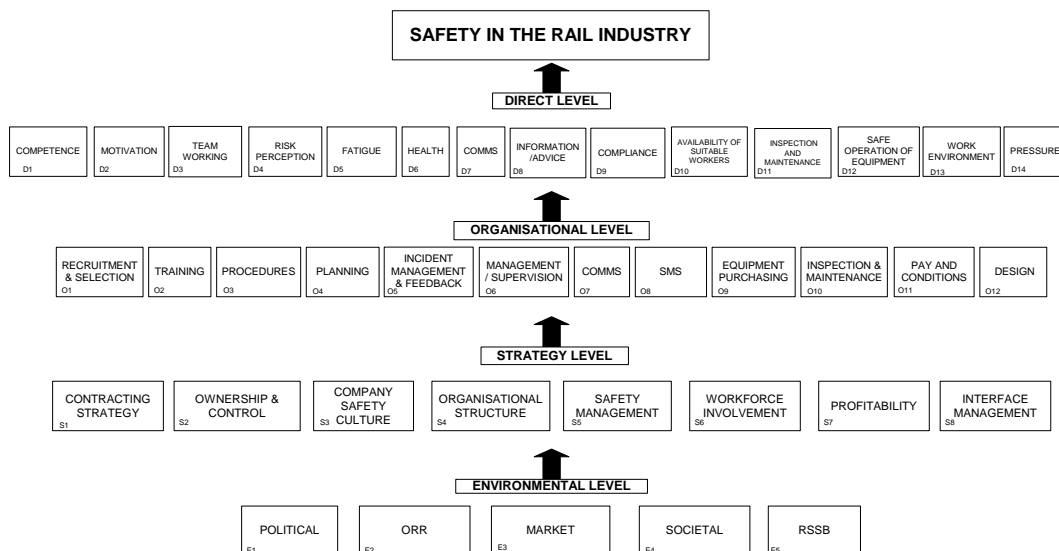 SAFETY IN THE RAIL INDUSTRY
DIRECT LEVEL
COMPETENCE
D1
MOTIVATION
D2
TEAM
WORKING
D3
RISK
PERCEPTION
D4
FATIGUE
D5
HEALTH
D6
COMMS
D7
INFORMATION
/ADVICE
D8
COMPLIANCE
D9
AVAILABILITY OF
SUITABLE
WORKERS
D10
INSPECTION
AND
MAINTENANCE
D11
SAFE
OPERATION OF
EQUIPMENT
D12
WORK
ENVIRONMENT
D13
PRESSURE
D14
ORGANISATIONAL LEVEL
RECRUITMENT
& SELECTION
O1
TRAINING
O2
PROCEDURES
O3
PLANNING
O4
INCIDENT
MANAGEMENT
& FEEDBACK
O5
MANAGEMENT
/ SUPERVISION
O6
COMMS
O7
SMS
O8
EQUIPMENT
PURCHASING
O9
INSPECTION &
MAINTENANCE
O10
PAY AND
CONDITIONS
O11
DESIGN
O12
STRATEGY LEVEL
CONTRACTING
STRATEGY
S1
OWNERSHIP &
CONTROL
S2
COMPANY
SAFETY
CULTURE
S3
ORGANISATIONAL
STRUCTURE
S4
SAFETY
MANAGEMENT
S5
WORKFORCE
INVOLVEMENT
S6
PROFITABILITY
S7
INTERFACE
MANAGEMENT
S8
ENVIRONMENTAL LEVEL
POLITICAL
E1
ORR
E2
MARKET
E3
SOCIETAL
E4
RSSB
E5